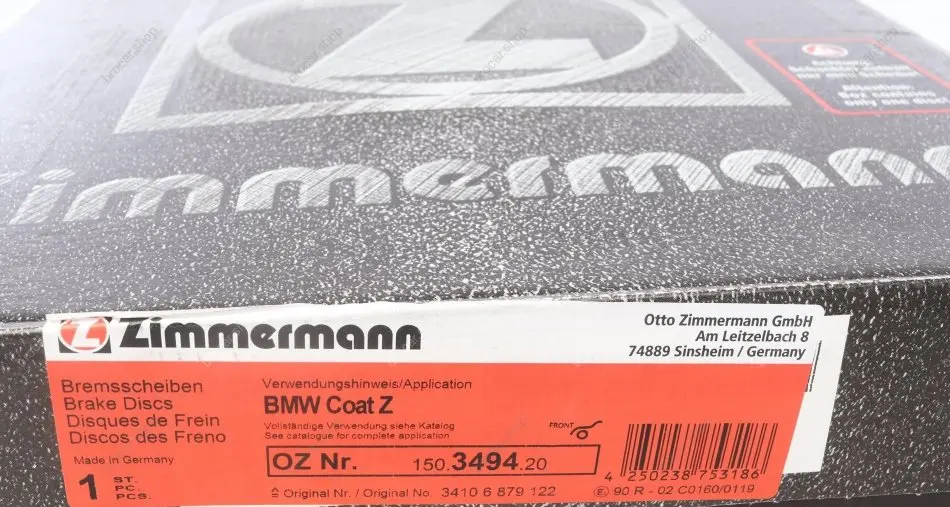 Zimmermann
Achtung:
Attention:
Zimmermann
Otto Zimmermann GmbH
Am Leitzelbach 8
74889 Sinsheim / Germany
Bremsscheiben
Brake Discs
Disques de Frein
Discos des Freno
Made in Germany
1 ST.
PC.
PCS.
Verwendungshinweis/Application
BMW Coat Z
Vollständige Verwendung siehe Katalog
See catalogue for complete application
FRONT
OZ Nr. 150.3494.20
≙ Original Nr. / Original No. 3410 6 879 122
4 250238 753186
E1 90 R - 02 C0160/0119